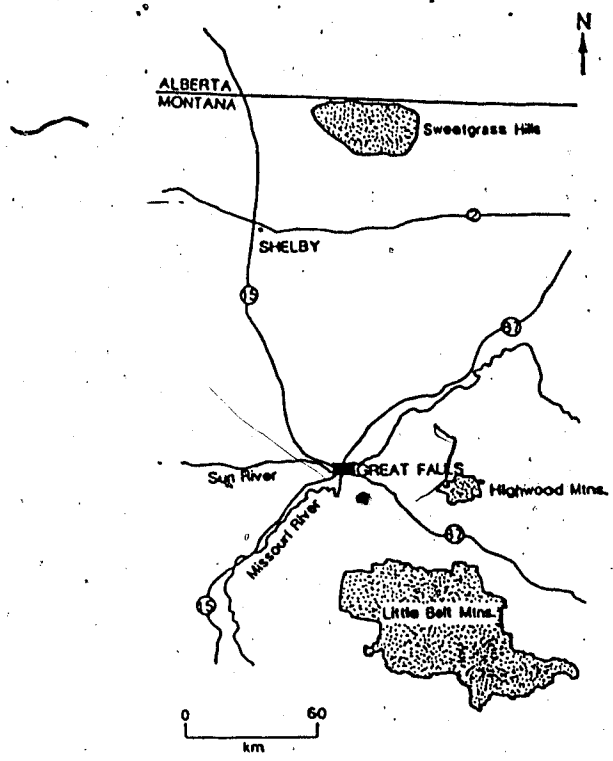 N
ALBERTA
MONTANA
Sweetgrass Hills
2
SHELBY
15
87
GREAT FALLS
Sun River
Highwood Mtns.
Missouri River
87
15
Little Belt Mtns.
0 60
km